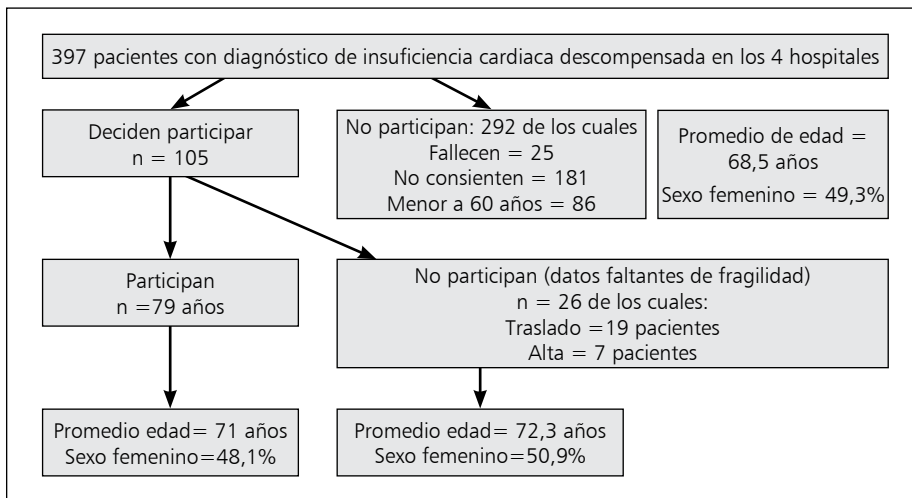 397 pacientes con diagnóstico de insuficiencia cardiaca descompensada en los 4 hospitales
Deciden participar
n = 105
No participan: 292 de los cuales
Fallecen = 25
No consienten = 181
Menor a 60 años = 86
Promedio de edad =
68,5 años
Sexo femenino = 49,3%
Participan
n =79 años
No participan (datos faltantes de fragilidad)
n = 26 de los cuales:
Traslado =19 pacientes
Alta = 7 pacientes
Promedio edad= 71 años
Sexo femenino=48,1%
Promedio edad= 72,3 años
Sexo femenino=50,9%